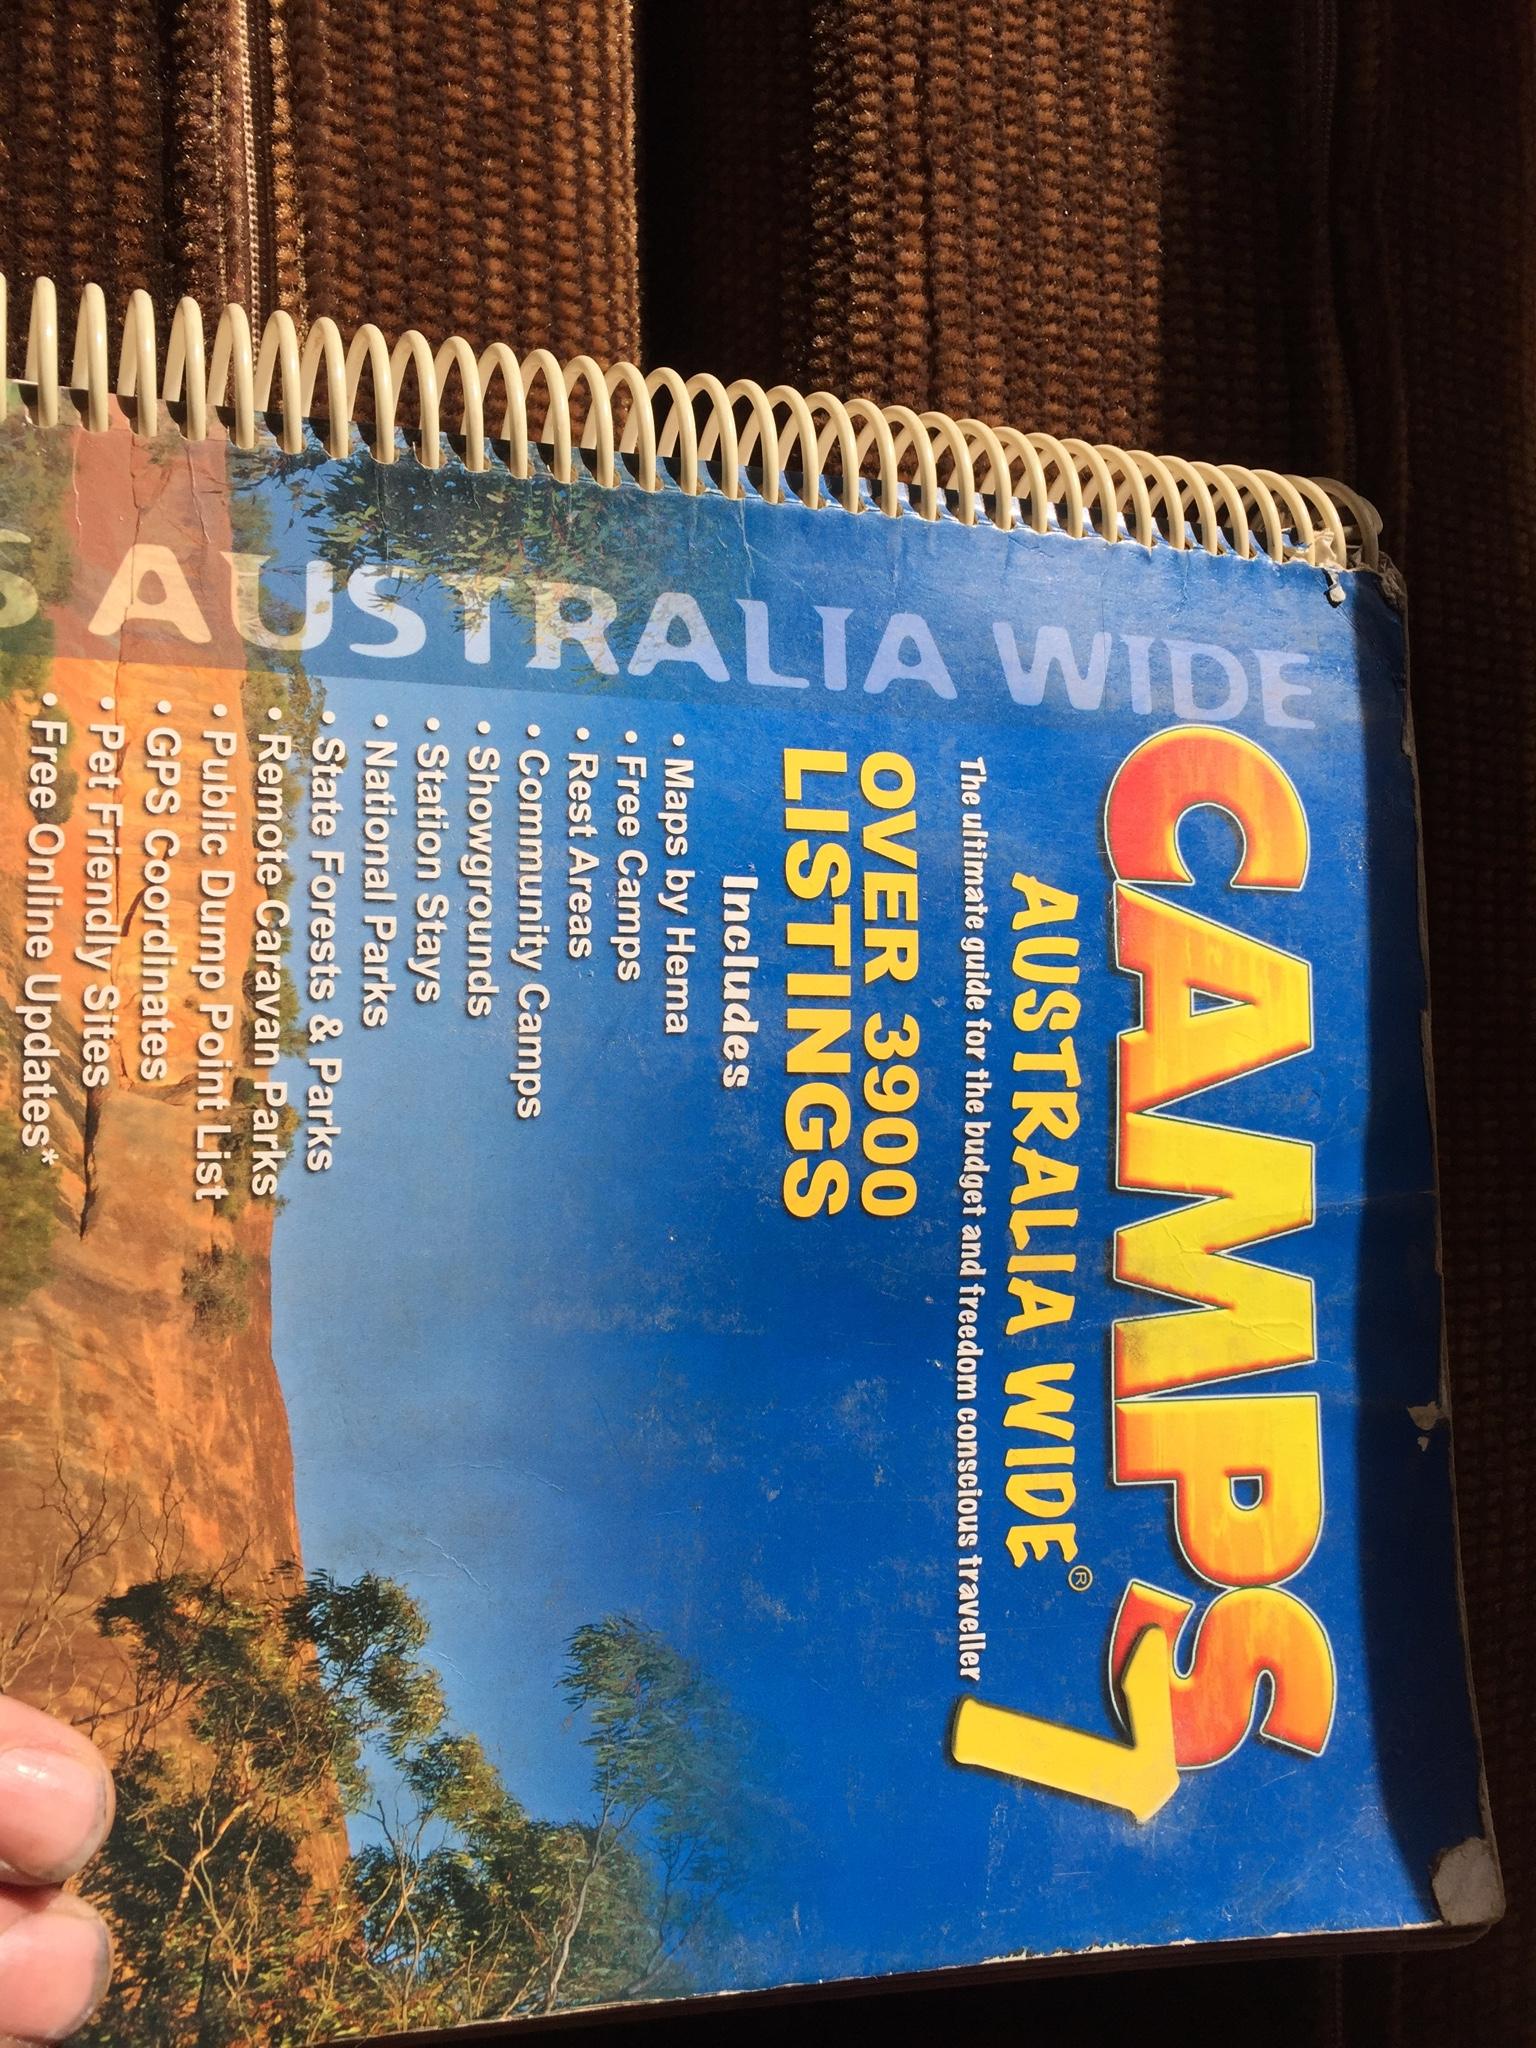 CAMPS 7
AUSTRALIA WIDE®
The ultimate guide for the budget and freedom conscious traveller
OVER 3900
LISTINGS
Includes
• Maps by Hema
• Free Camps
• Rest Areas
• Community Camps
• Showgrounds
• Station Stays
• National Parks
• State Forests & Parks
• Remote Caravan Parks
• Public Dump Point List
• GPS Coordinates
• Pet Friendly Sites
• Free Online Updates*
S AUSTRALIA WIDE